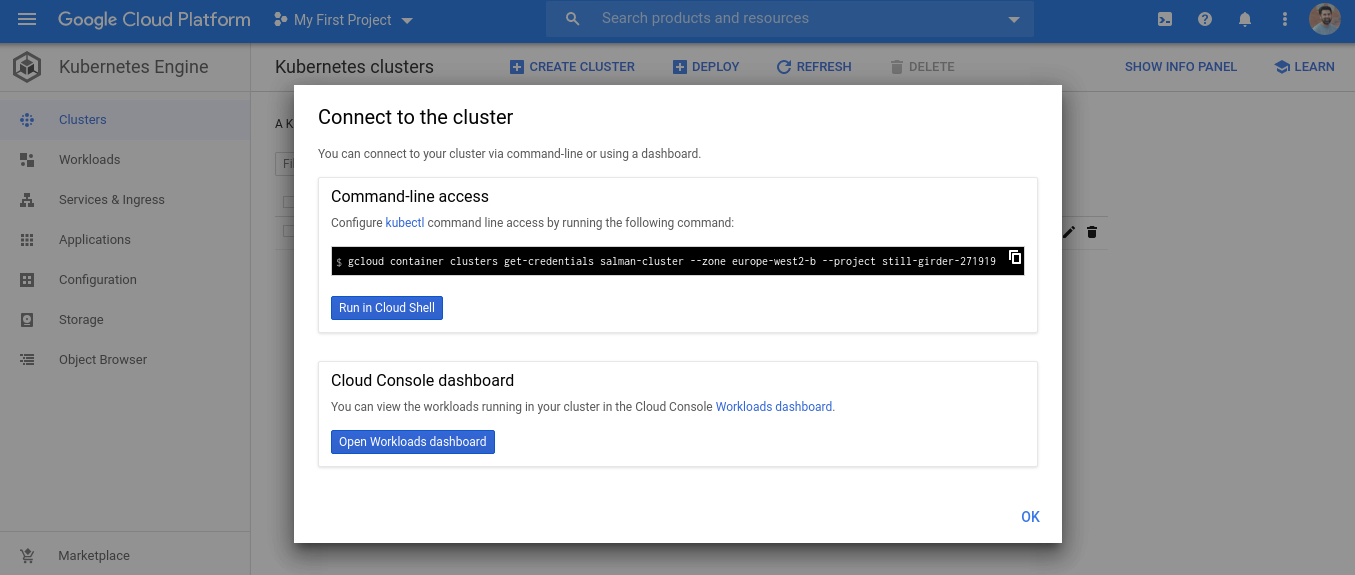 Google Cloud Platform
My First Project
Search products and resources
Kubernetes Engine
Kubernetes clusters
CREATE CLUSTER
DEPLOY
REFRESH
DELETE
SHOW INFO PANEL
LEARN
Clusters
Workloads
Services & Ingress
Applications
Configuration
Storage
Object Browser
Marketplace
A K
Connect to the cluster
You can connect to your cluster via command-line or using a dashboard.
Command-line access
Configure kubectl command line access by running the following command:
$ gcloud container clusters get-credentials salman-cluster --zone europe-west2-b --project still-girder-271919
Run in Cloud Shell
Cloud Console dashboard
You can view the workloads running in your cluster in the Cloud Console Workloads dashboard.
Open Workloads dashboard
OK